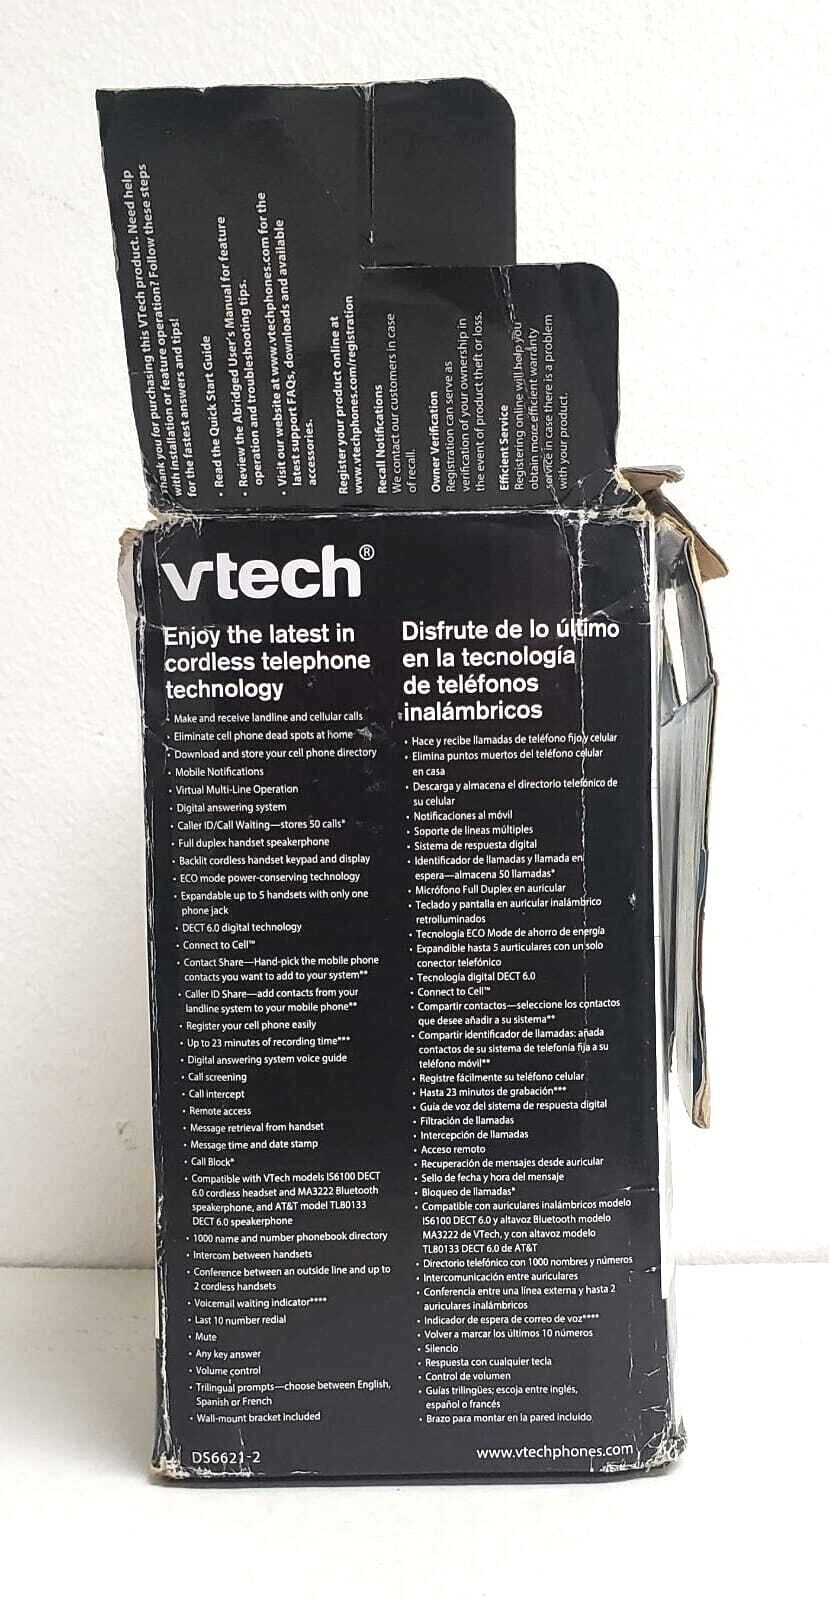 Thank you for purchasing this VTech product. Need help
with installation or feature operation? Follow these steps
for the fastest answers and tips!
• Read the Quick Start Guide
• Review the Abridged User's Manual for feature
operation and troubleshooting tips.
• Visit our website at www.vtechphones.com for the
latest support FAQs, downloads and available
accessories.
Register your product online at
www.vtechphones.com/registration
Recall Notifications
We contact our customers in case
of recall.
Owner Verification
Registration can serve as
verification of your ownership in
the event of product theft or loss.
Efficient Service
Registering online will help you
obtain more efficient warranty
service in case there is a problem
with your product.
vtech®
Enjoy the latest in
cordless telephone
technology
• Make and receive landline and cellular calls
• Eliminate cell phone dead spots at home
• Download and store your cell phone directory
• Mobile Notifications
• Virtual Multi-Line Operation
• Digital answering system
• Caller ID/Call Waiting—stores 50 calls*
• Full duplex handset speakerphone
• Backlit cordless handset keypad and display
• ECO mode power-conserving technology
• Expandable up to 5 handsets with only one
phone jack
• DECT 6.0 digital technology
• Connect to Cell™
• Contact Share—Hand-pick the mobile phone
contacts you want to add to your system**
• Caller ID Share—add contacts from your
landline system to your mobile phone**
• Register your cell phone easily
• Up to 23 minutes of recording time***
• Digital answering system voice guide
• Call screening
• Call intercept
• Remote access
• Message retrieval from handset
• Message time and date stamp
• Call Block*
• Compatible with VTech models IS6100 DECT
6.0 cordless headset and MA3222 Bluetooth
speakerphone, and AT&T model TL80133
DECT 6.0 speakerphone
• 1000 name and number phonebook directory
• Intercom between handsets
• Conference between an outside line and up to
2 cordless handsets
• Voicemail waiting indicator****
• Last 10 number redial
• Mute
• Any key answer
• Volume control
• Trilingual prompts—choose between English,
Spanish or French
• Wall-mount bracket included
DS6621-2
Disfrute de lo último
en la tecnología
de teléfonos
inalámbricos
• Hace y recibe llamadas de teléfono fijo y celular
• Elimina puntos muertos del teléfono celular
en casa
• Descarga y almacena el directorio telefónico de
su celular
• Notificaciones al móvil
• Soporte de líneas múltiples
• Sistema de respuesta digital
• Identificador de llamadas y llamada en
espera—almacena 50 llamadas*
• Micrófono Full Duplex en auricular
• Teclado y pantalla en auricular inalámbrico
retroiluminados
• Tecnología ECO Mode de ahorro de energía
• Expandible hasta 5 aurticulares con un solo
conector telefónico
• Tecnología digital DECT 6.0
• Connect to Cell™
• Compartir contactos—seleccione los contactos
que desee añadir a su sistema**
• Compartir identificador de llamadas: añada
contactos de su sistema de telefonía fija a su
teléfono móvil**
• Registre fácilmente su teléfono celular
• Hasta 23 minutos de grabación***
• Guía de voz del sistema de respuesta digital
• Filtración de llamadas
• Intercepción de llamadas
• Acceso remoto
• Recuperación de mensajes desde auricular
• Sello de fecha y hora del mensaje
• Bloqueo de llamadas*
• Compatible con auriculares inalámbricos modelo
IS6100 DECT 6.0 y altavoz Bluetooth modelo
MA3222 de VTech, y con altavoz modelo
TL80133 DECT 6.0 de AT&T
• Directorio telefónico con 1000 nombres y números
• Intercomunicación entre auriculares
• Conferencia entre una línea externa y hasta 2
auriculares inalámbricos
• Indicador de espera de correo de voz****
• Volver a marcar los últimos 10 números
• Silencio
• Respuesta con cualquier tecla
• Control de volumen
• Guías trilingües; escoja entre inglés,
español o francés
• Brazo para montar en la pared incluido
www.vtechphones.com